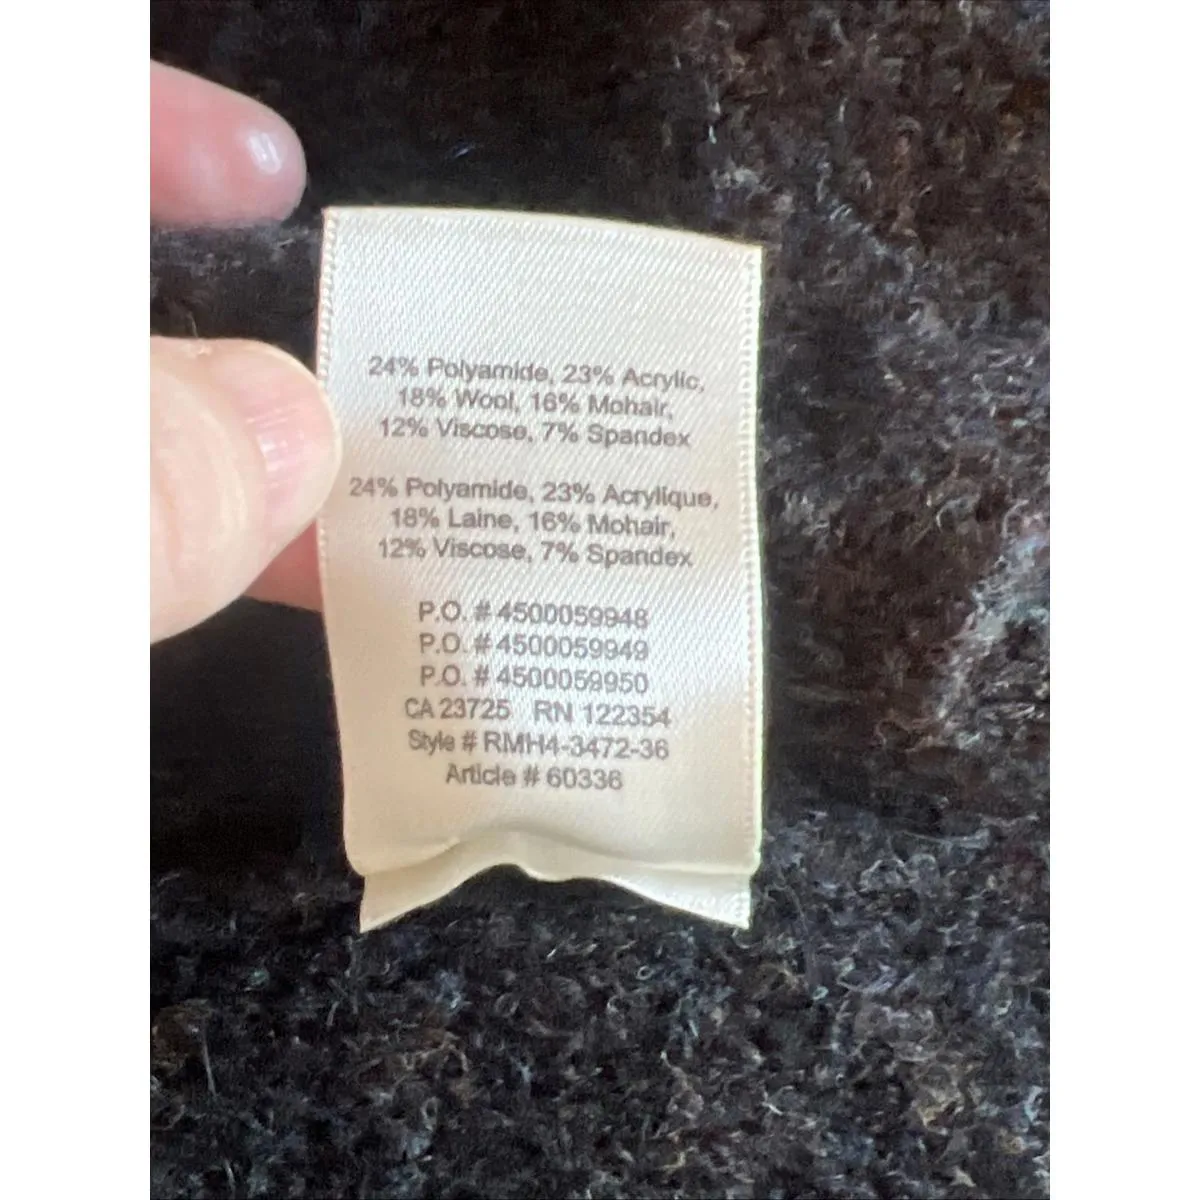 24% Polyamide, 23% Acrylic,
18% Wool, 16% Mohair,
12% Viscose, 7% Spandex
24% Polyamide, 23% Acrylique,
18% Laine, 16% Mohair,
12% Viscose, 7% Spandex
P.O. # 4500059948
P.O. # 4500059949
P.O. # 4500059950
CA 23725 RN 122354
Style # RMH4-3472-36
Article # 60336